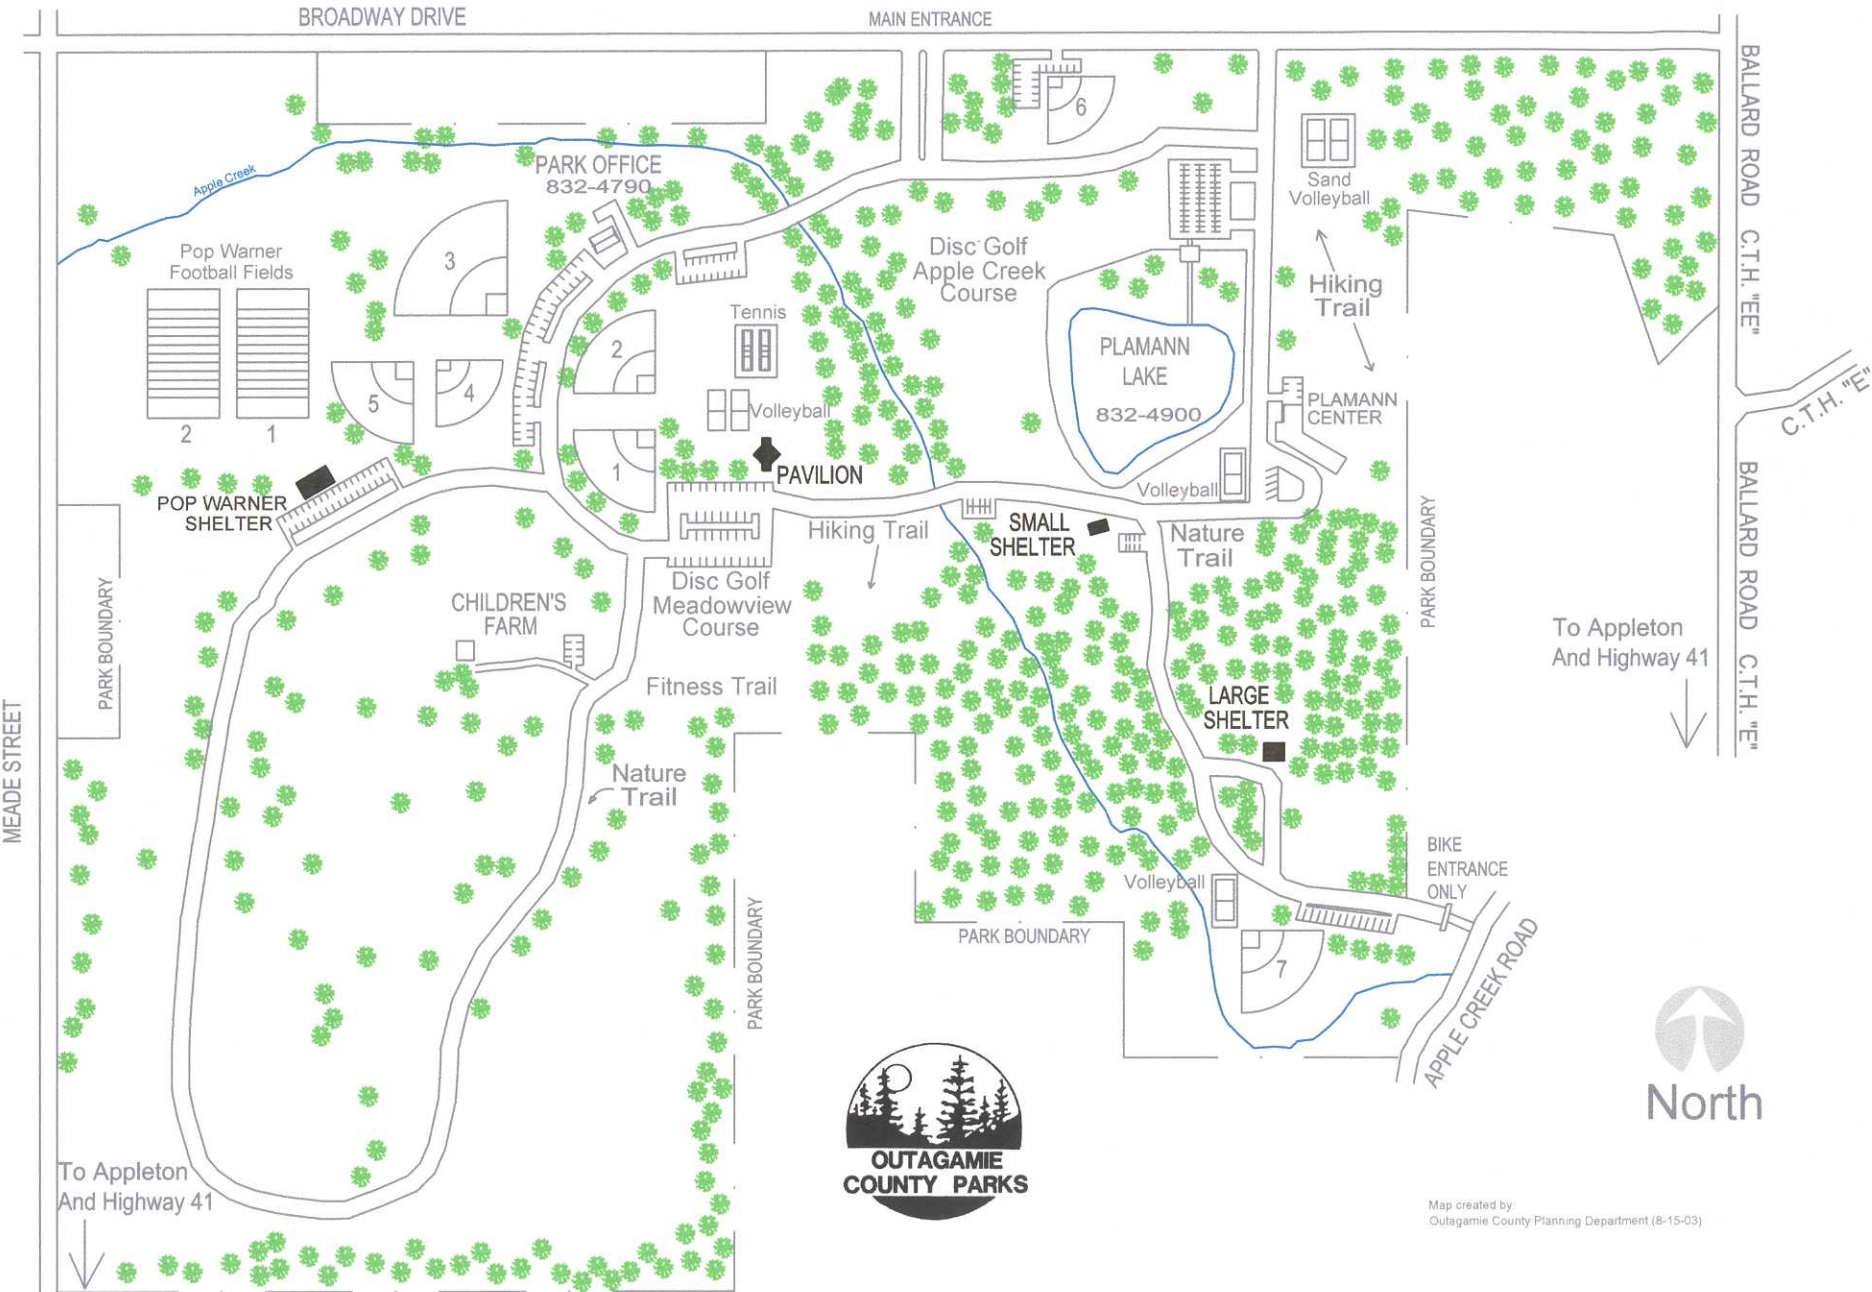 BROADWAY DRIVE
MAIN ENTRANCE
BALLARD ROAD C.T.H. "EE"
6
PARK OFFICE
832-4790
Apple Creek
Sand
Volleyball
Pop Warner
Football Fields
3
Disc Golf
Apple Creek
Course
Hiking
Trail
Tennis
2
PLAMANN
LAKE
832-4900
C.T.H. "E"
5
4
Volleyball
PLAMANN
CENTER
2
1
1
PAVILION
Volleyball
POP WARNER
SHELTER
Hiking Trail
SMALL
SHELTER
Nature
Trail
PARK BOUNDARY
BALLARD ROAD C.T.H. "E"
Disc Golf
Meadowview
Course
CHILDREN'S
FARM
PARK BOUNDARY
To Appleton
And Highway 41
Fitness Trail
LARGE
SHELTER
MEADE STREET
Nature
Trail
BIKE
ENTRANCE
ONLY
Volleyball
PARK BOUNDARY
PARK BOUNDARY
7
APPLE CREEK ROAD
North
OUTAGAMIE
COUNTY PARKS
To Appleton
And Highway 41
Map created by:
Outagamie County Planning Department (8-15-03)